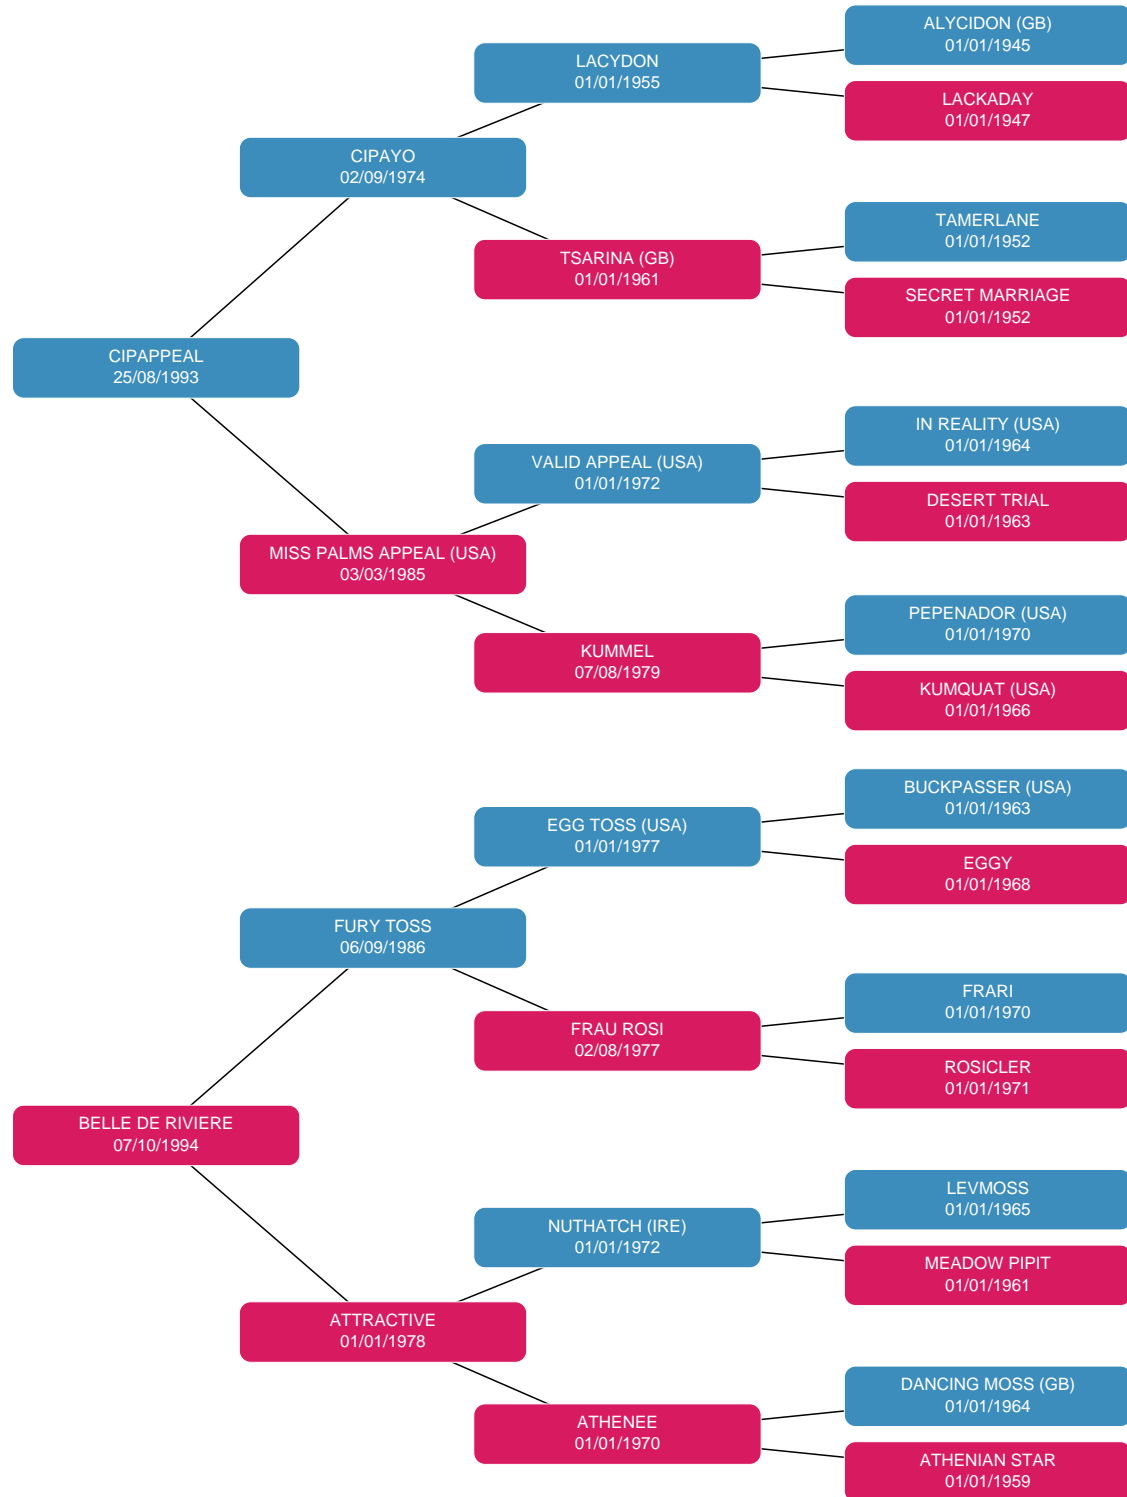 ALYCIDON (GB)
01/01/1945
LACYDON
01/01/1955
LACKADAY
01/01/1947
CIPAYO
02/09/1974
TAMERLANE
01/01/1952
TSARINA (GB)
01/01/1961
SECRET MARRIAGE
01/01/1952
CIPAPPEAL
25/08/1993
IN REALITY (USA)
01/01/1964
VALID APPEAL (USA)
01/01/1972
DESERT TRIAL
01/01/1963
MISS PALMS APPEAL (USA)
03/03/1985
PEPENADOR (USA)
01/01/1970
KUMMEL
07/08/1979
KUMQUAT (USA)
01/01/1966
BUCKPASSER (USA)
01/01/1963
EGG TOSS (USA)
01/01/1977
EGGY
01/01/1968
FURY TOSS
06/09/1986
FRARI
01/01/1970
FRAU ROSI
02/08/1977
ROSICLER
01/01/1971
BELLE DE RIVIERE
07/10/1994
LEVMOSS
01/01/1965
NUTHATCH (IRE)
01/01/1972
MEADOW PIPIT
01/01/1961
ATTRACTIVE
01/01/1978
DANCING MOSS (GB)
01/01/1964
ATHENEE
01/01/1970
ATHENIAN STAR
01/01/1959